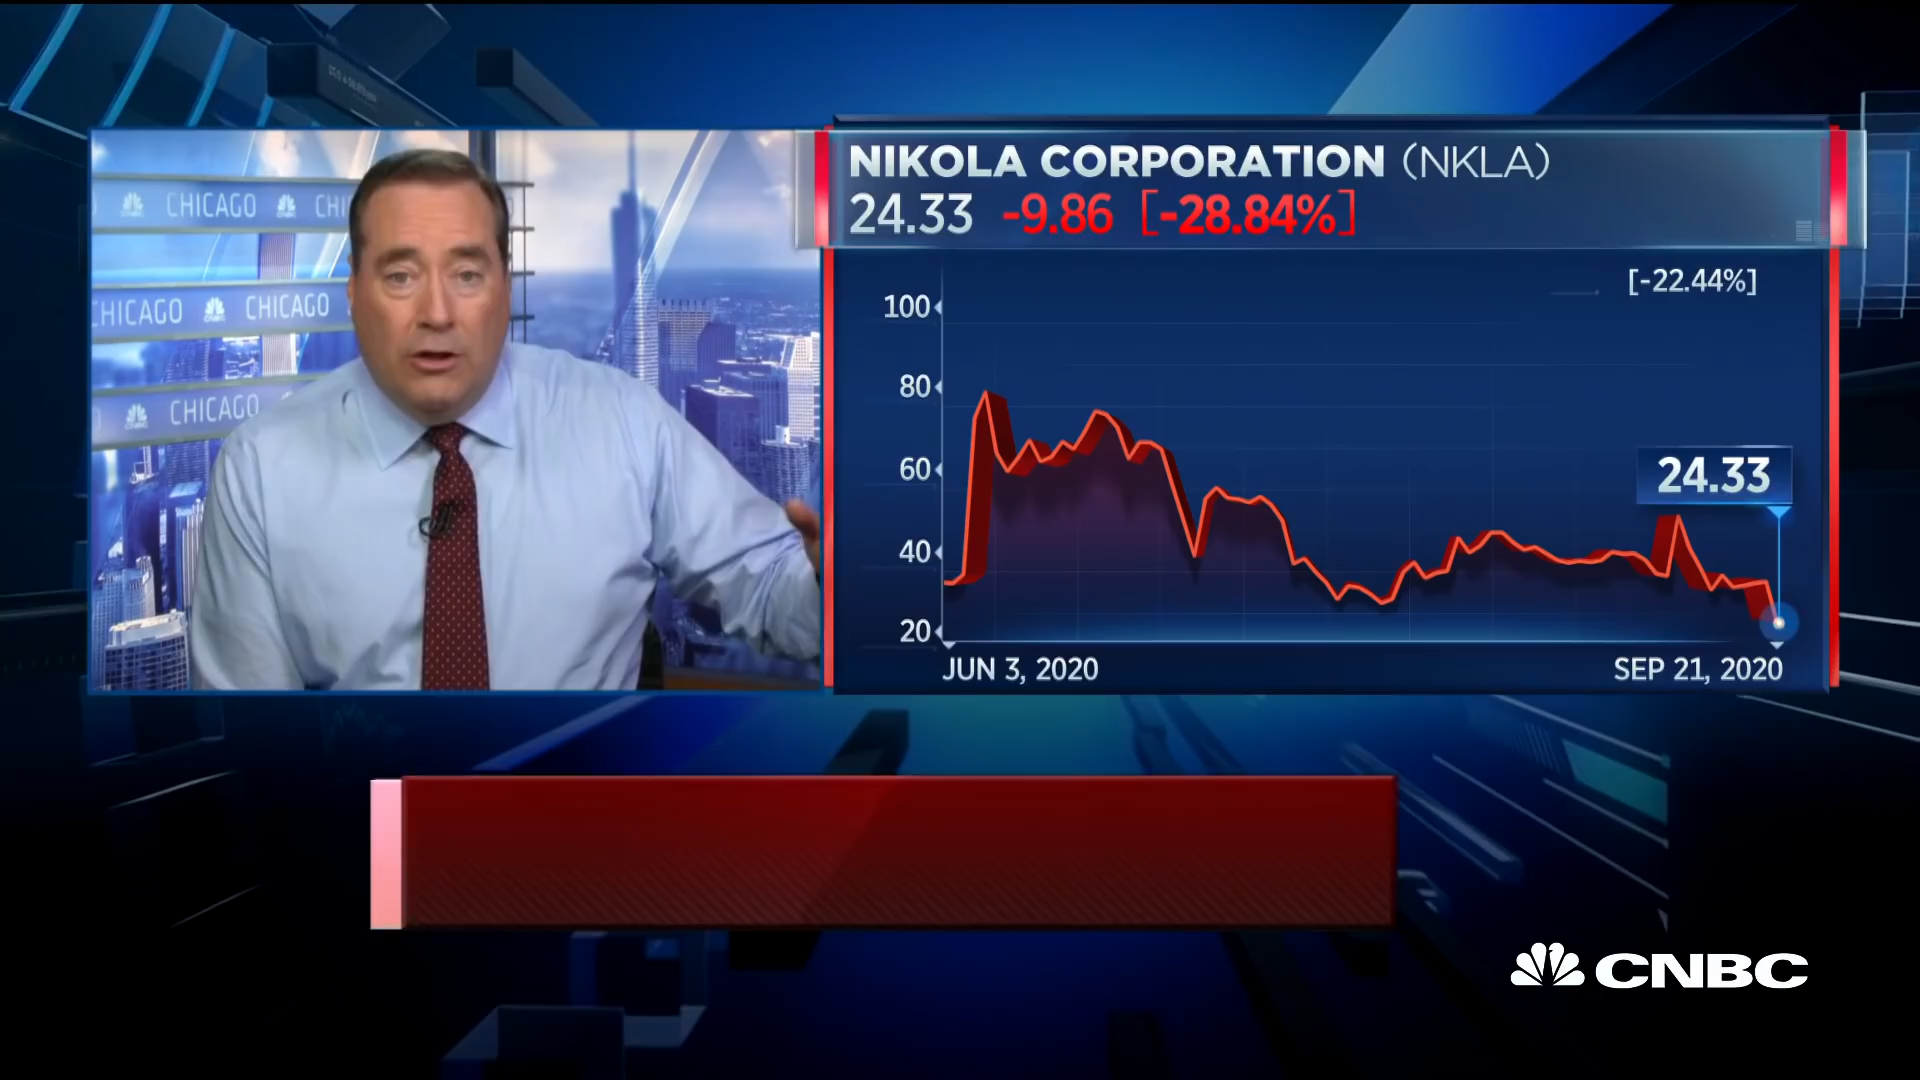 CHICAGO CHI
CHICAGO CHICAGO
CHICAGO
CNBC
NIKOLA CORPORATION (NKLA)
24.33 -9.86 [-28.84%]
[-22.44%]
100
80
60
40
20
24.33
JUN 3, 2020 SEP 21, 2020
CNBC